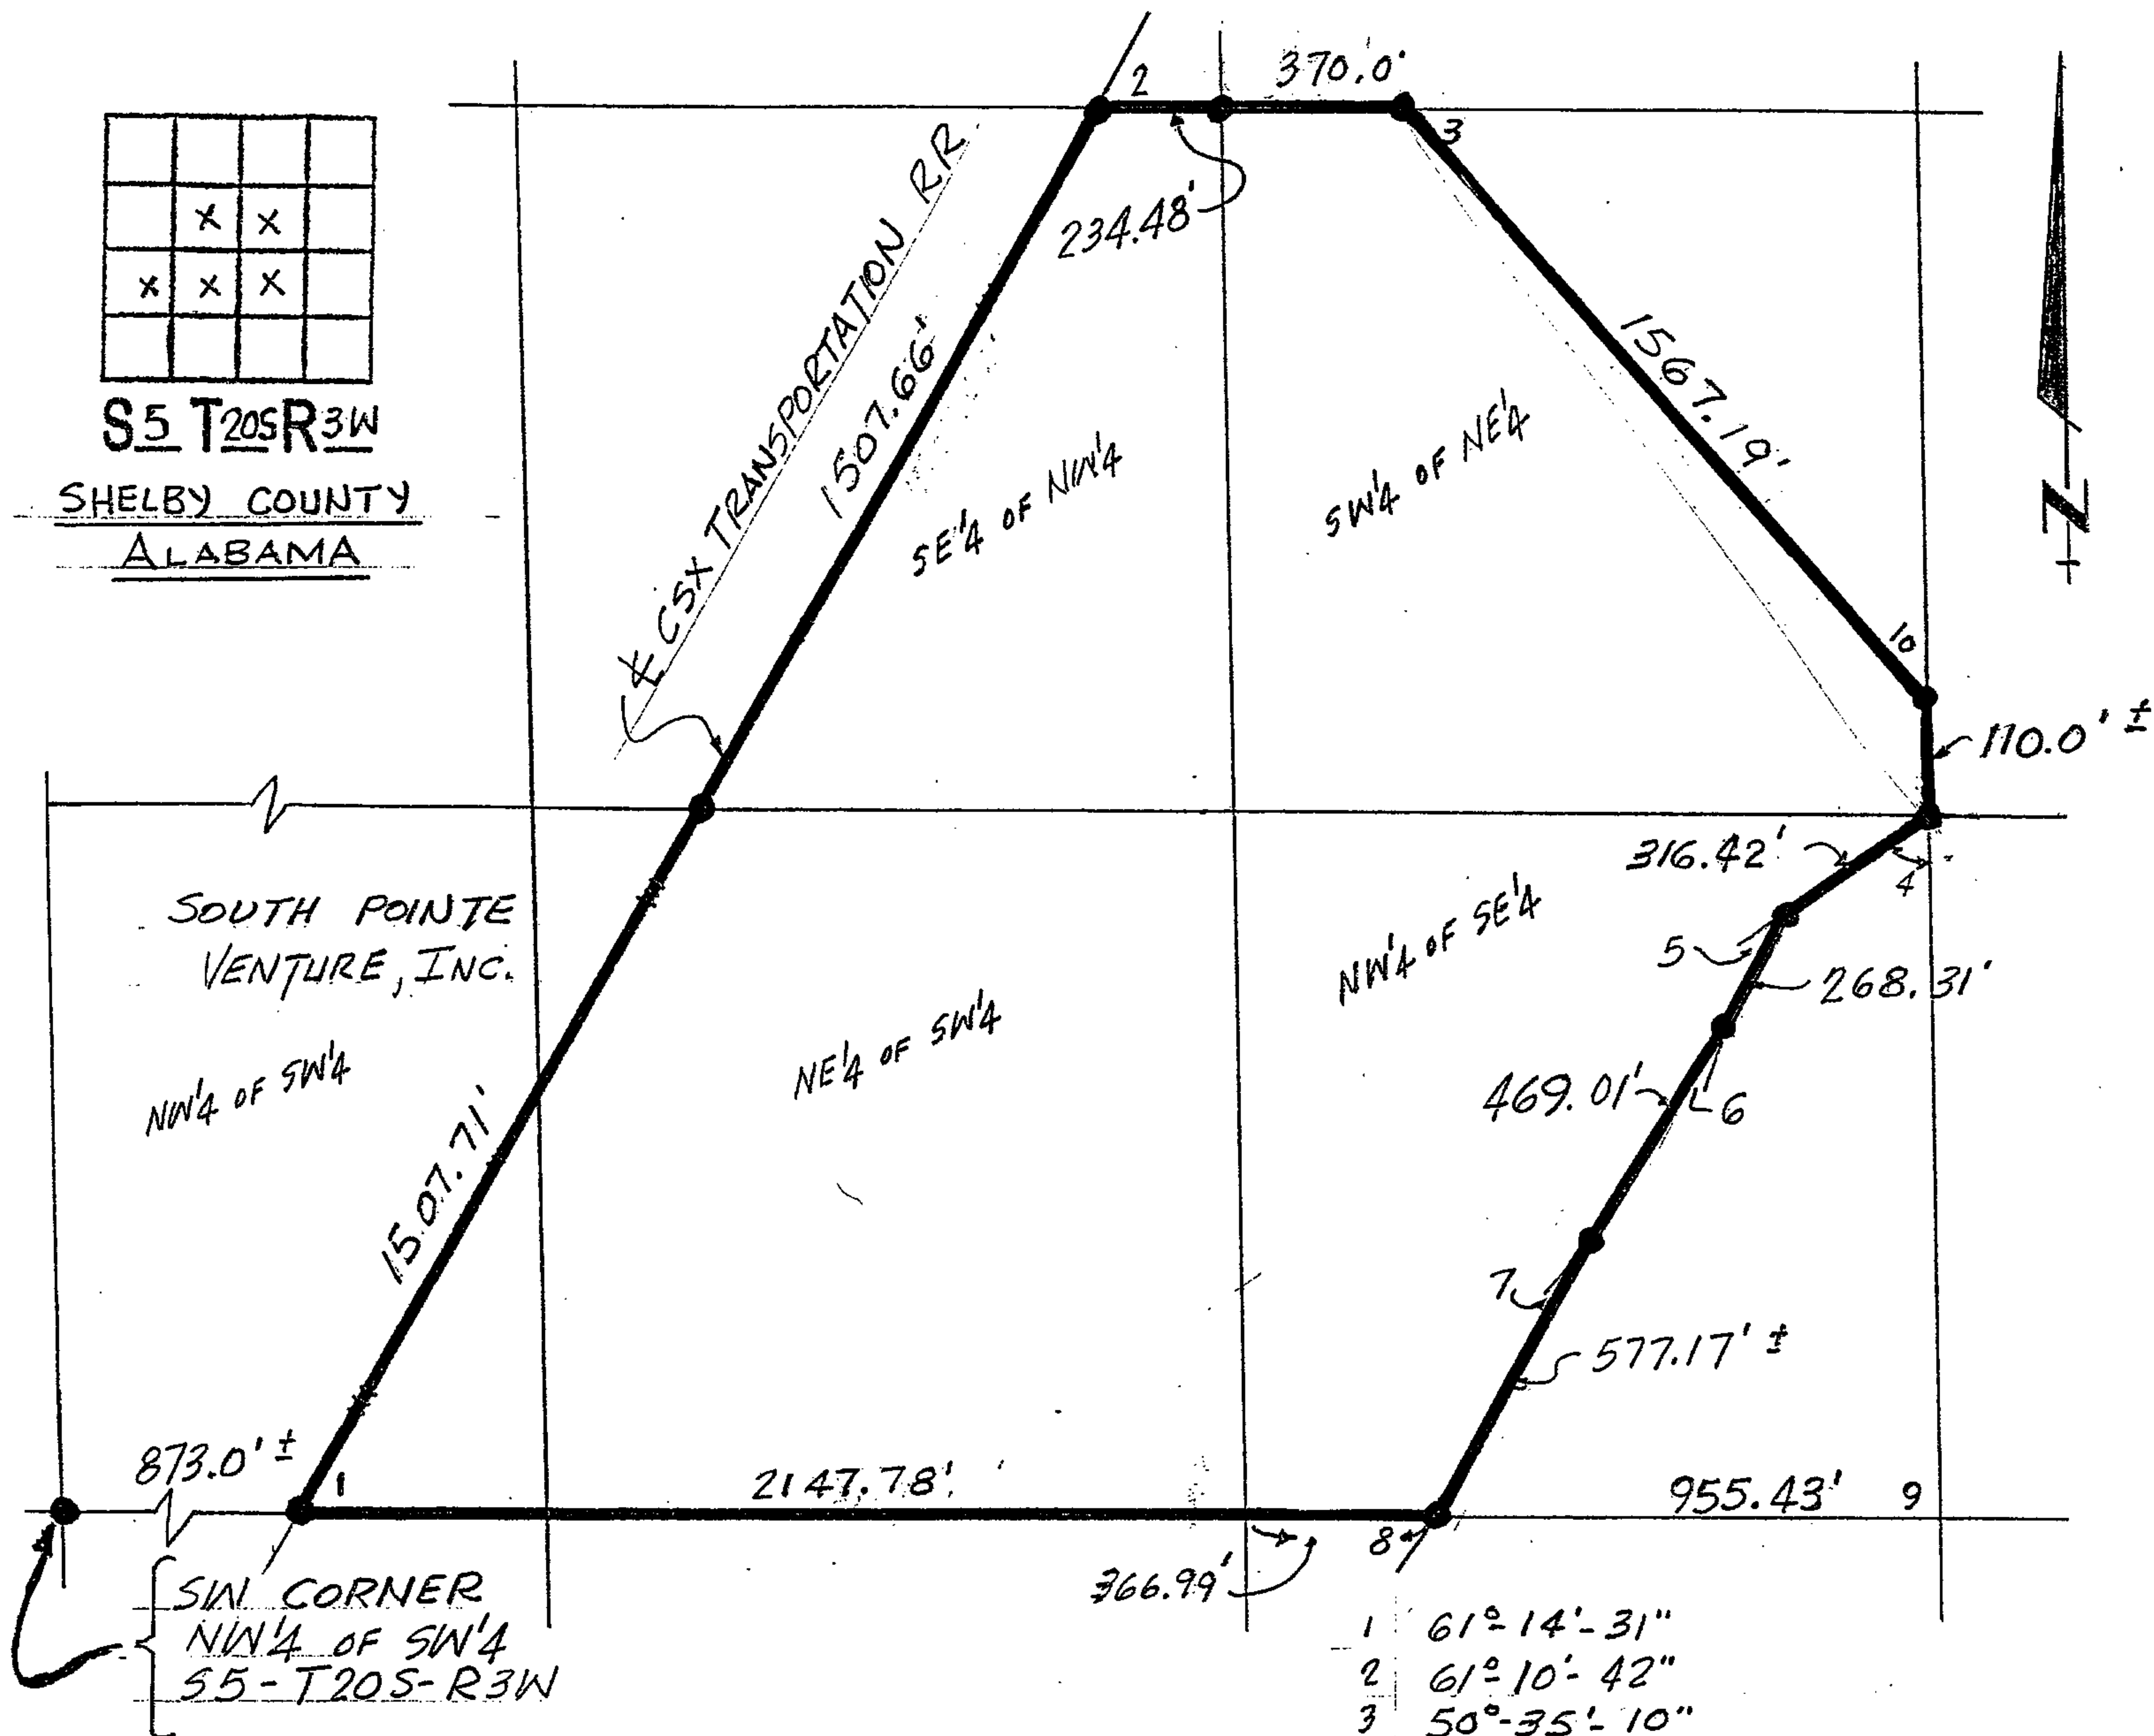 2
370.0'
3
234.48'
x x
x x x
S 5 T 20S R 3W
SHELBY COUNTY
ALABAMA
℄ CSX TRANSPORTATION RR
1507.66'
SE¼ OF NW¼
SW¼ OF NE¼
1567.19'
10
N
110.0' ±
316.42'
4
SOUTH POINTE
VENTURE, INC.
NW¼ OF SW¼
NE¼ OF SW¼
NW¼ OF SE¼
5
268.31'
469.01'
6
1507.71'
7
577.17' ±
873.0' ±
1
2147.78'
955.43'
9
8
366.99'
SW CORNER
NW¼ OF SW¼
S5-T20S-R3W
1 61°-14'-31"
2 61°-10'-42"
3 50°-35'-10"